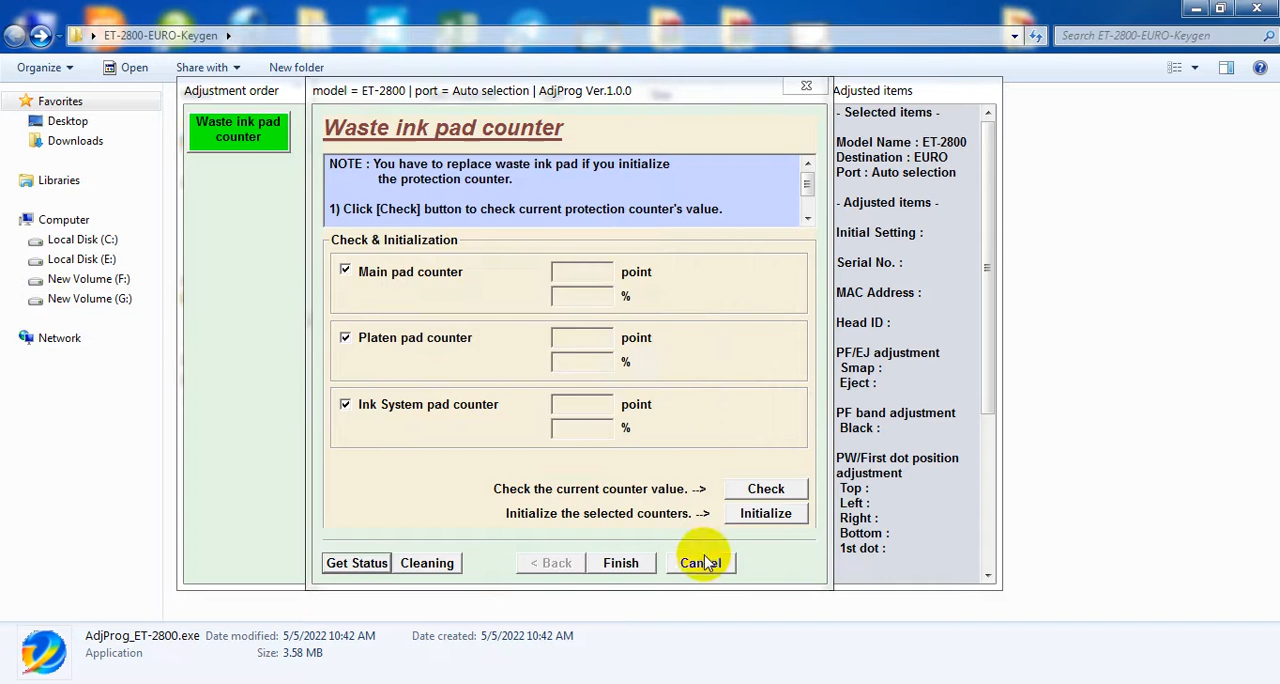 ET-2800-EURO-Keygen
Search ET-2800-EURO-Keygen
Organize Open Share with New folder
Favorites
Desktop
Downloads
Libraries
Computer
Local Disk (C:)
Local Disk (E:)
New Volume (F:)
New Volume (G:)
Network
Adjustment order
Waste ink pad
counter
model = ET-2800 | port = Auto selection | AdjProg Ver.1.0.0
Waste ink pad counter
NOTE : You have to replace waste ink pad if you initialize
the protection counter.
1) Click [Check] button to check current protection counter's value.
Check & Initialization
Main pad counter point
%
Platen pad counter point
%
Ink System pad counter point
%
Check the current counter value. --> Check
Initialize the selected counters. --> Initialize
Get Status Cleaning < Back Finish Cancel
Adjusted items
- Selected items -
Model Name : ET-2800
Destination : EURO
Port : Auto selection
- Adjusted items -
Initial Setting :
Serial No. :
MAC Address :
Head ID :
PF/EJ adjustment
Smap :
Eject :
PF band adjustment
Black :
PW/First dot position
adjustment
Top :
Left :
Right :
Bottom :
1st dot :
AdjProg_ET-2800.exe Date modified: 5/5/2022 10:42 AM Date created: 5/5/2022 10:42 AM
Application Size: 3.58 MB